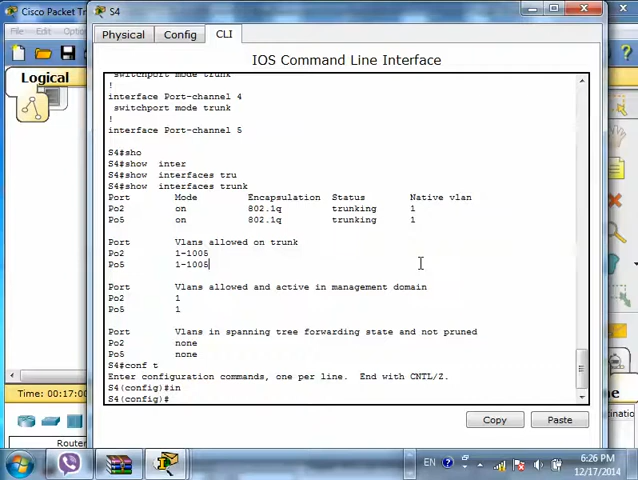 Cisco Packet Tra
S4
File
Edit
Physical
Config
CLI
IOS Command Line Interface
Logical
switchport mode trunk
!
interface Port-channel 4
switchport mode trunk
!
interface Port-channel 5
S4#sho
S4#show inter
S4#show interfaces tru
S4#show interfaces trunk
Port Mode Encapsulation Status Native vlan
Po2 on 802.1q trunking 1
Po5 on 802.1q trunking 1
Port Vlans allowed on trunk
Po2 1-1005
Po5 1-1005
Port Vlans allowed and active in management domain
Po2 1
Po5 1
Port Vlans in spanning tree forwarding state and not pruned
Po2 none
Po5 none
S4#conf t
Enter configuration commands, one per line. End with CNTL/Z.
S4(config)#in
S4(config)#
Time: 00:17:0
Copy
Paste
Router
EN
6:26 PM
12/17/2014